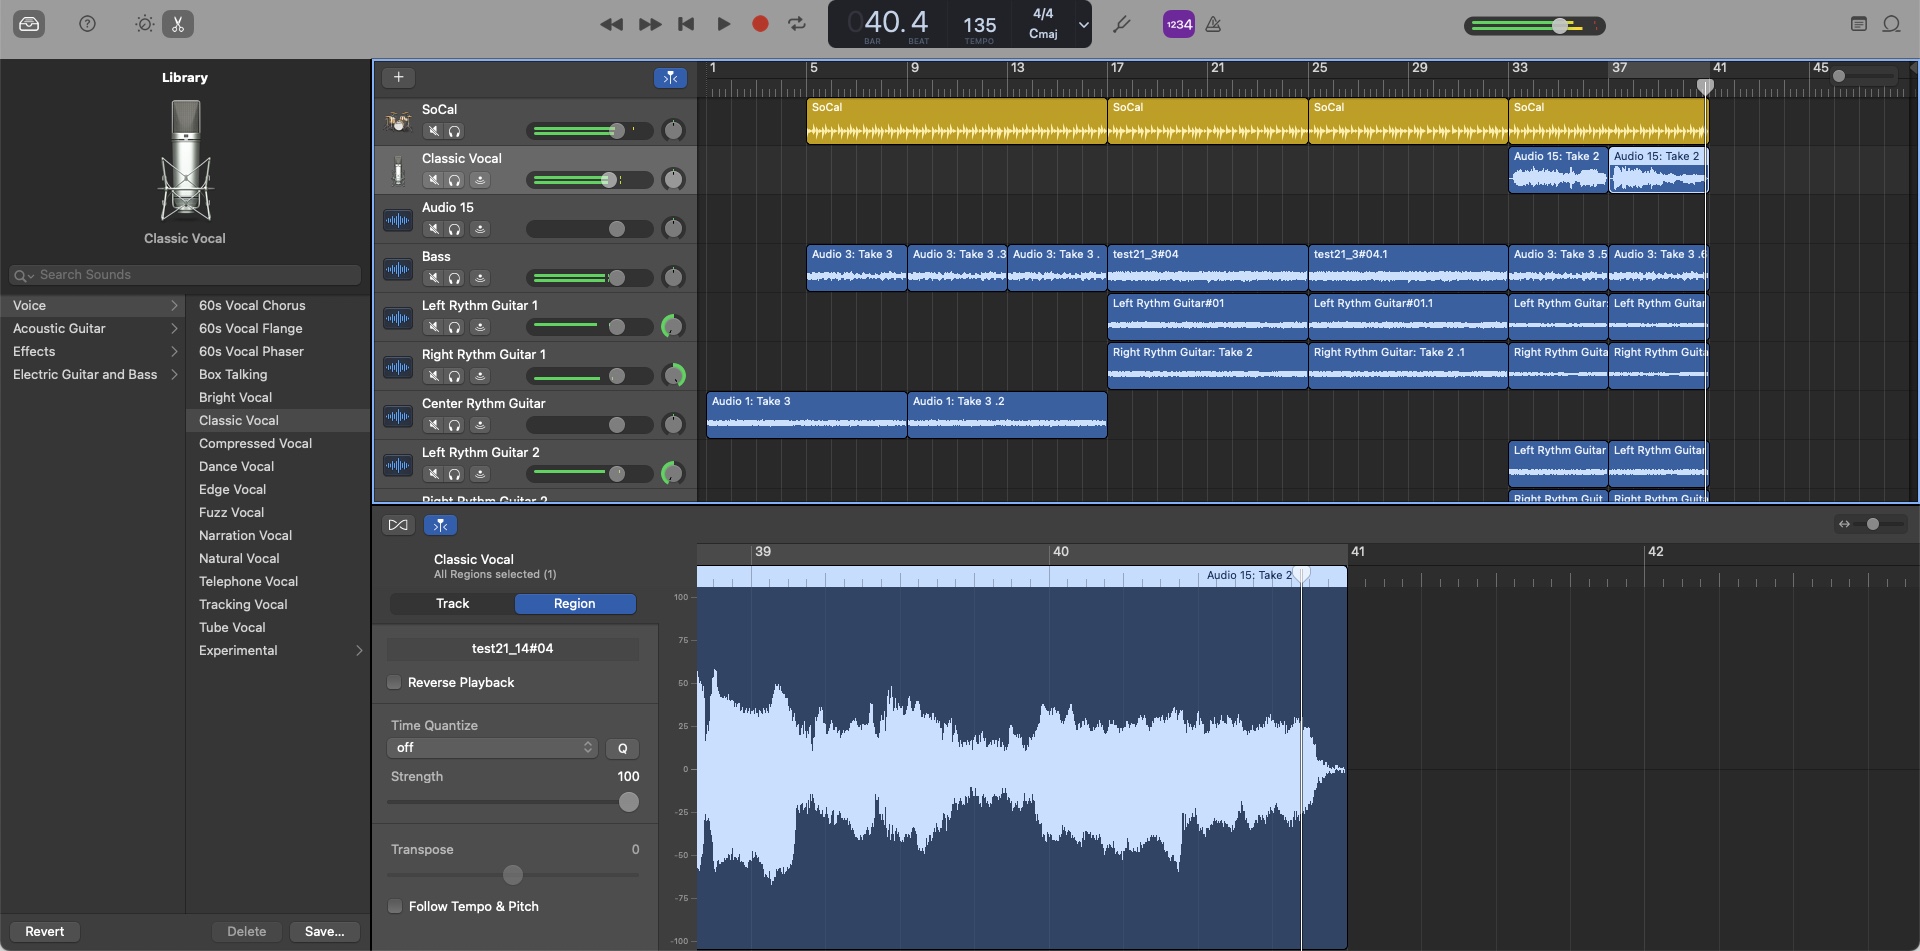 040.4
BAR
BEAT
135
TEMPO
4/4
Cmaj
1234
Library
Classic Vocal
Search Sounds
Voice
Acoustic Guitar
Effects
Electric Guitar and Bass
60s Vocal Chorus
60s Vocal Flange
60s Vocal Phaser
Box Talking
Bright Vocal
Classic Vocal
Compressed Vocal
Dance Vocal
Edge Vocal
Fuzz Vocal
Narration Vocal
Natural Vocal
Telephone Vocal
Tracking Vocal
Tube Vocal
Experimental
Revert
Delete
Save...
1 5 9 13 17 21 25 29 33 37 41 45
SoCal
SoCal SoCal SoCal SoCal
Classic Vocal
Audio 15: Take 2 Audio 15: Take 2
Audio 15
Bass
Audio 3: Take 3 Audio 3: Take 3 .3 Audio 3: Take 3 . test21_3#04 test21_3#04.1 Audio 3: Take 3 .5 Audio 3: Take 3 .6
Left Rythm Guitar 1
Left Rythm Guitar#01 Left Rythm Guitar#01.1 Left Rythm Guitar: Left Rythm Guitar
Right Rythm Guitar 1
Right Rythm Guitar: Take 2 Right Rythm Guitar: Take 2 .1 Right Rythm Guita Right Rythm Guita
Center Rythm Guitar
Audio 1: Take 3 Audio 1: Take 3 .2
Left Rythm Guitar 2
Left Rythm Guitar Left Rythm Guitar
Right Rythm Guitar 2
Right Rythm Guit Right Rythm Guita
Classic Vocal
All Regions selected (1)
Track
Region
test21_14#04
Reverse Playback
Time Quantize
off
Q
Strength 100
Transpose 0
Follow Tempo & Pitch
39 40 41 42
Audio 15: Take 2
100
75
50
25
0
-25
-50
-75
-100